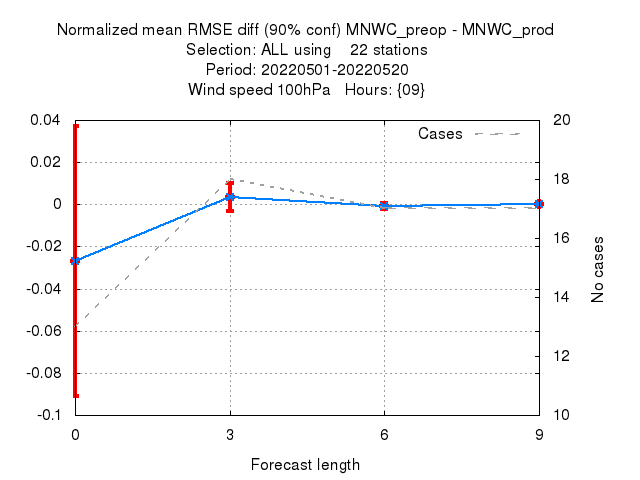 Normalized mean RMSE diff (90% conf) MNWC_preop - MNWC_prod
Selection: ALL using    22 stations
Period: 20220501-20220520
Wind speed 100hPa   Hours: {09}
0.04
0.02
0
-0.02
-0.04
-0.06
-0.08
-0.1
Cases
20
18
16
14
12
10
No cases
0
3
6
9
Forecast length